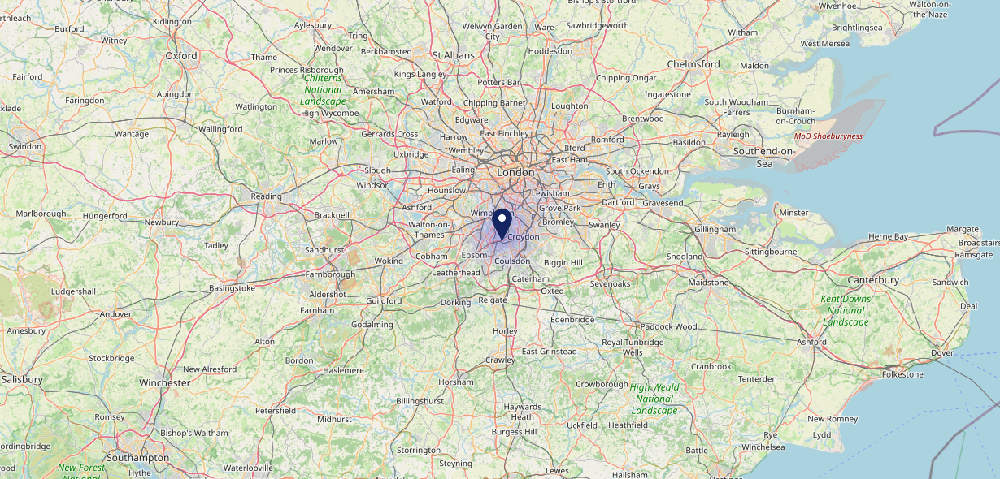 Bishop's Stortford
Wivenhoe
Walton-on-
the-Naze
Kidlington
Aylesbury
Welwyn Garden
City
Ware
Sawbridgeworth
Brightlingsea
Burford
Witney
Tring
Witham
West Mersea
Oxford
Thame
Wendover
Berkhamsted
St Albans
Hoddesdon
Chelmsford
Maldon
Fairford
Princes Risborough
Chilterns
National
Landscape
Kings Langley
Potters Bar
Chipping Ongar
Abingdon
Amersham
Ingatestone
Faringdon
Watlington
High Wycombe
Watford
Chipping Barnet
Loughton
South Woodham
Ferrers
Burnham-
on-Crouch
Edgware
Brentwood
Wantage
Wallingford
Gerrards Cross
Harrow
East Finchley
Romford
Basildon
Rayleigh
MoD Shoeburyness
Swindon
Marlow
Uxbridge
Wembley
Ilford
Southend-on-
Sea
East Ham
Slough
Ealing
London
South Ockendon
Windsor
Hounslow
Lewisham
Erith
Grays
Reading
Marlborough
Hungerford
Newbury
Bracknell
Ashford
Grove Park
Dartford
Gravesend
Minster
Walton-on-
Thames
Bromley
Swanley
Gillingham
Margate
Tadley
Sandhurst
Croydon
Herne Bay
Broadstairs
Ramsgate
Woking
Cobham
Epsom
Coulsdon
Biggin Hill
Snodland
Sittingbourne
Farnborough
Leatherhead
Caterham
Ludgershall
Basingstoke
Aldershot
Guildford
Dorking
Reigate
Oxted
Sevenoaks
Maidstone
Canterbury
Sandwich
Andover
Farnham
Kent Downs
National
Landscape
Deal
Amesbury
Godalming
Edenbridge
Paddock Wood
Alton
Horley
Royal Tunbridge
Wells
Ashford
Stockbridge
Bordon
Crawley
East Grinstead
Dover
New Alresford
Haslemere
Cranbrook
Folkestone
Salisbury
Winchester
Horsham
Crowborough
High Weald
National
Landscape
Tenterden
Billingshurst
Haywards
Heath
Romsey
Petersfield
Midhurst
Uckfield
Heathfield
New Romney
Bishop's Waltham
Burgess Hill
Rye
Lydd
Winchelsea
Southampton
Storrington
Battle
New Forest
National
Hythe
Waterlooville
Steyning
Lewes
Hailsham